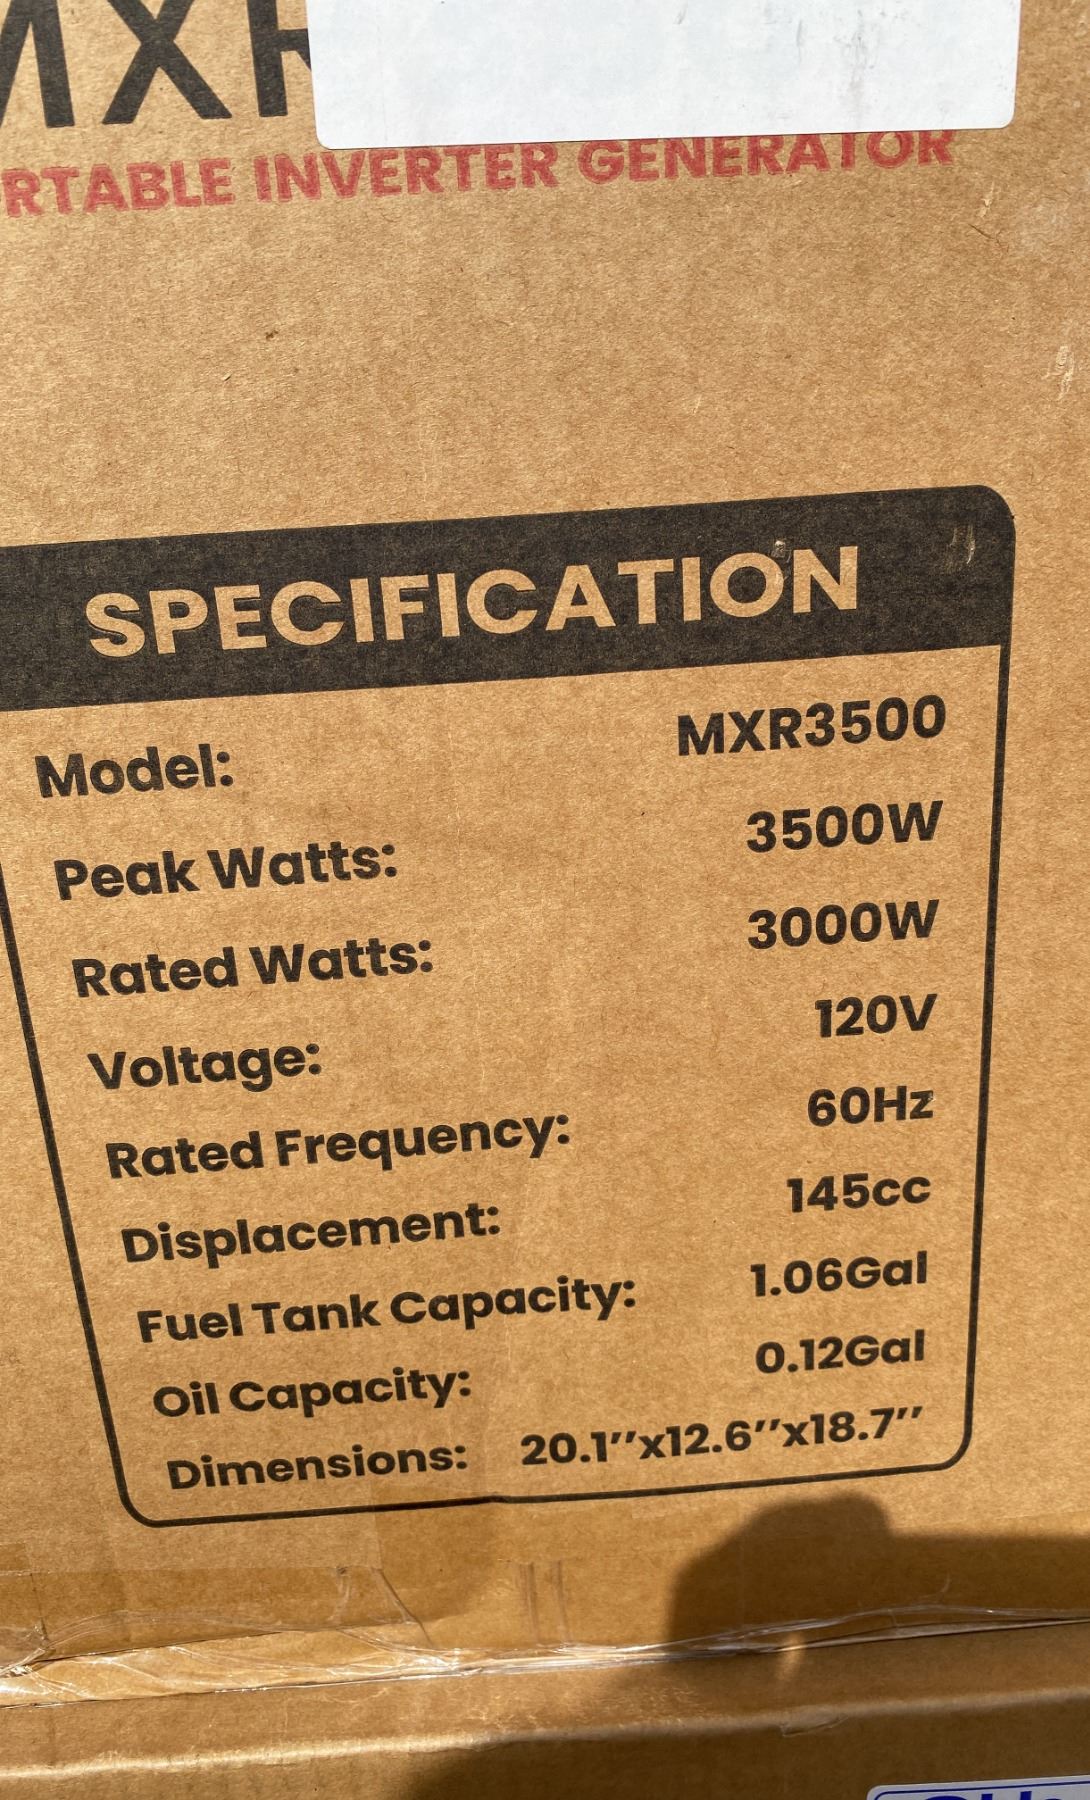 MXR
RTABLE INVERTER GENERATOR
SPECIFICATION
Model: MXR3500
Peak Watts: 3500W
Rated Watts: 3000W
Voltage: 120V
Rated Frequency: 60Hz
Displacement: 145cc
Fuel Tank Capacity: 1.06Gal
Oil Capacity: 0.12Gal
Dimensions: 20.1''x12.6''x18.7''